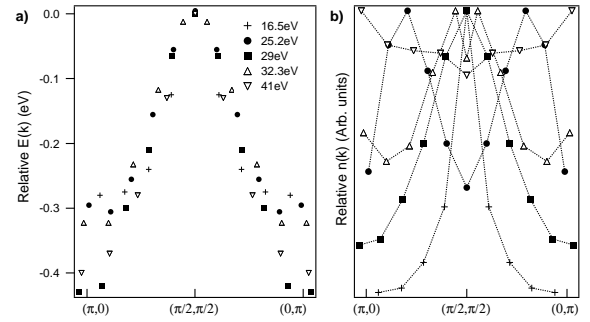 a)
Relative E(k) (eV)
0.0
-0.1
-0.2
-0.3
-0.4
16.5eV
25.2eV
29eV
32.3eV
41eV
(π,0)
(π/2,π/2)
(0,π)
b)
Relative n(k) (Arb. units)
(π,0)
(π/2,π/2)
(0,π)